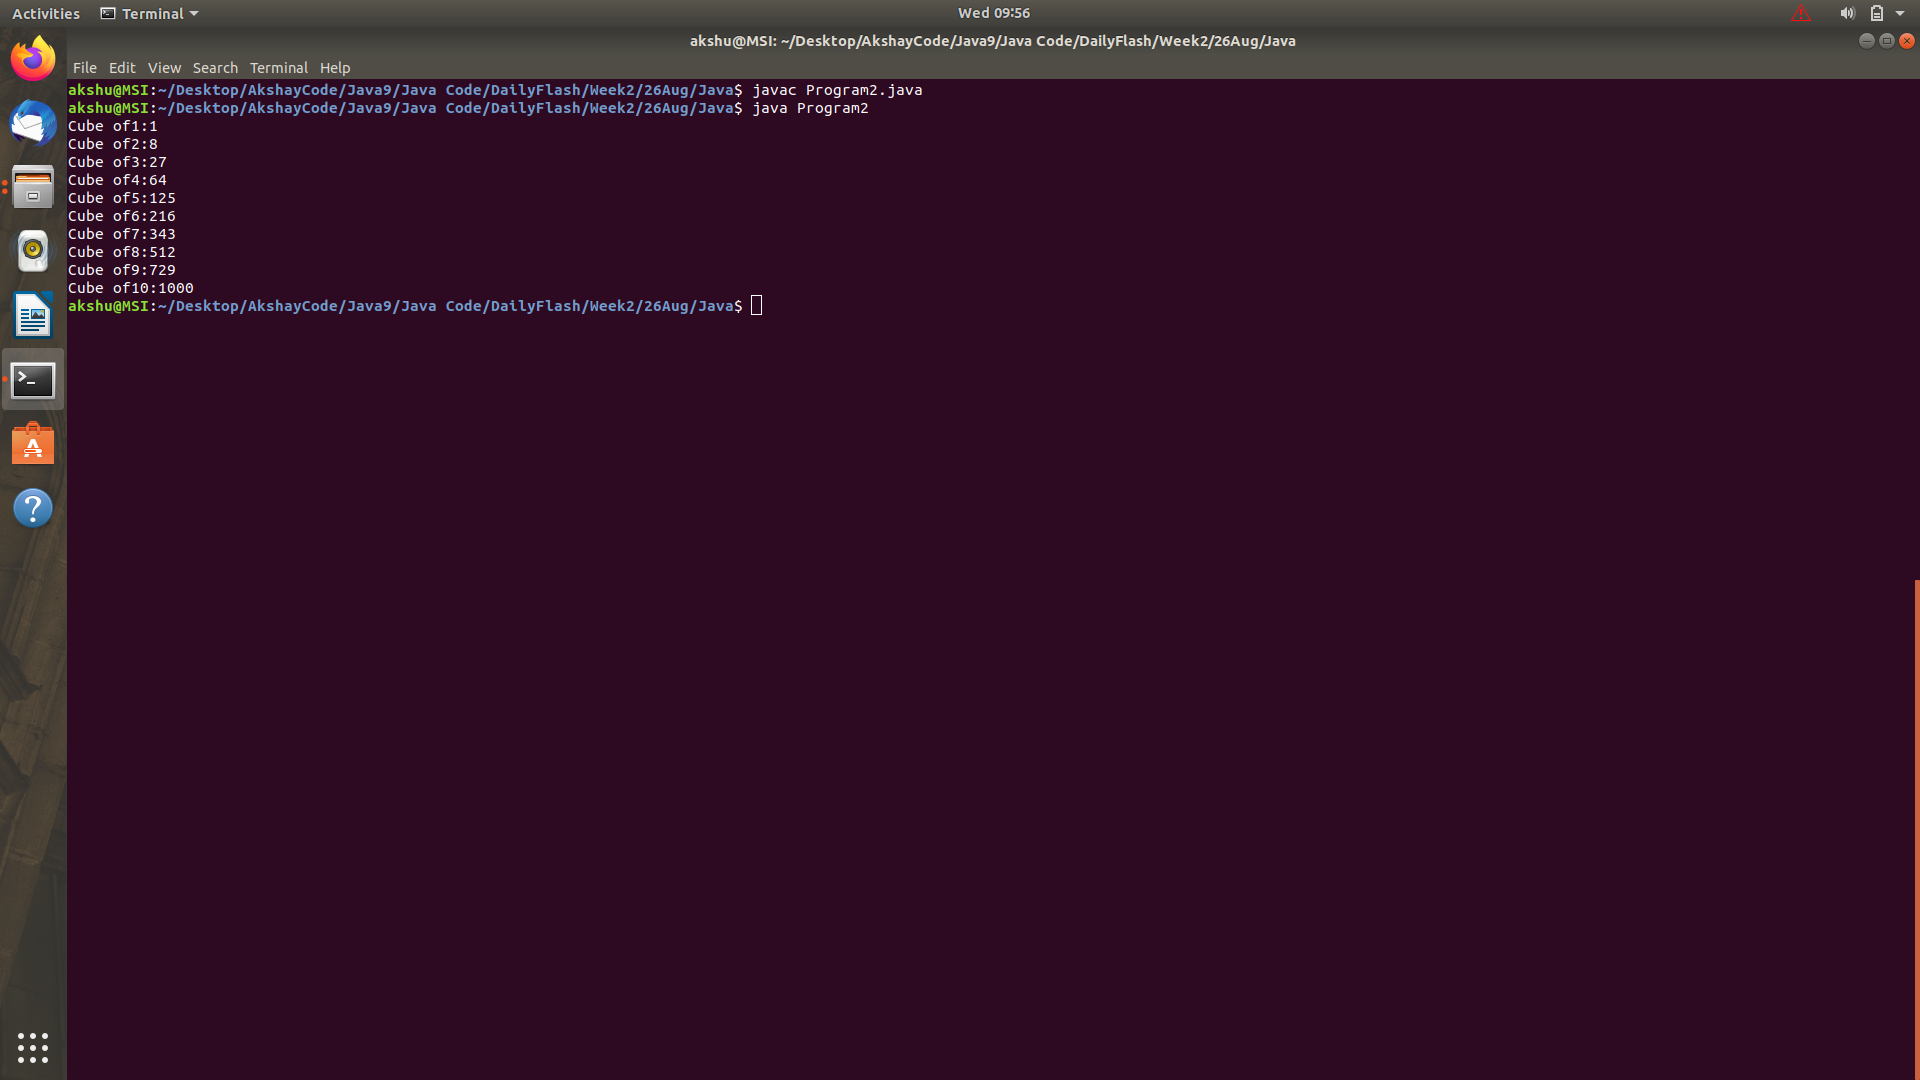 Activities Terminal Wed 09:56
akshu@MSI: ~/Desktop/AkshayCode/Java9/Java Code/DailyFlash/Week2/26Aug/Java
File Edit View Search Terminal Help
akshu@MSI:~/Desktop/AkshayCode/Java9/Java Code/DailyFlash/Week2/26Aug/Java$ javac Program2.java
akshu@MSI:~/Desktop/AkshayCode/Java9/Java Code/DailyFlash/Week2/26Aug/Java$ java Program2
Cube of1:1
Cube of2:8
Cube of3:27
Cube of4:64
Cube of5:125
Cube of6:216
Cube of7:343
Cube of8:512
Cube of9:729
Cube of10:1000
akshu@MSI:~/Desktop/AkshayCode/Java9/Java Code/DailyFlash/Week2/26Aug/Java$